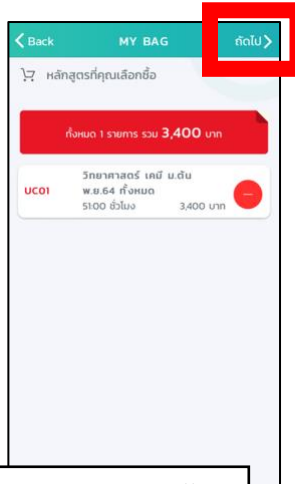 Back MY BAG ถัดไป
หลักสูตรที่คุณเลือกซื้อ
ทั้งหมด 1 รายการ รวม 3,400 บาท
วิทยาศาสตร์ เคมี ม.ต้น
UC01 พ.ย.64 ทั้งหมด
51:00 ชั่วโมง 3,400 บาท